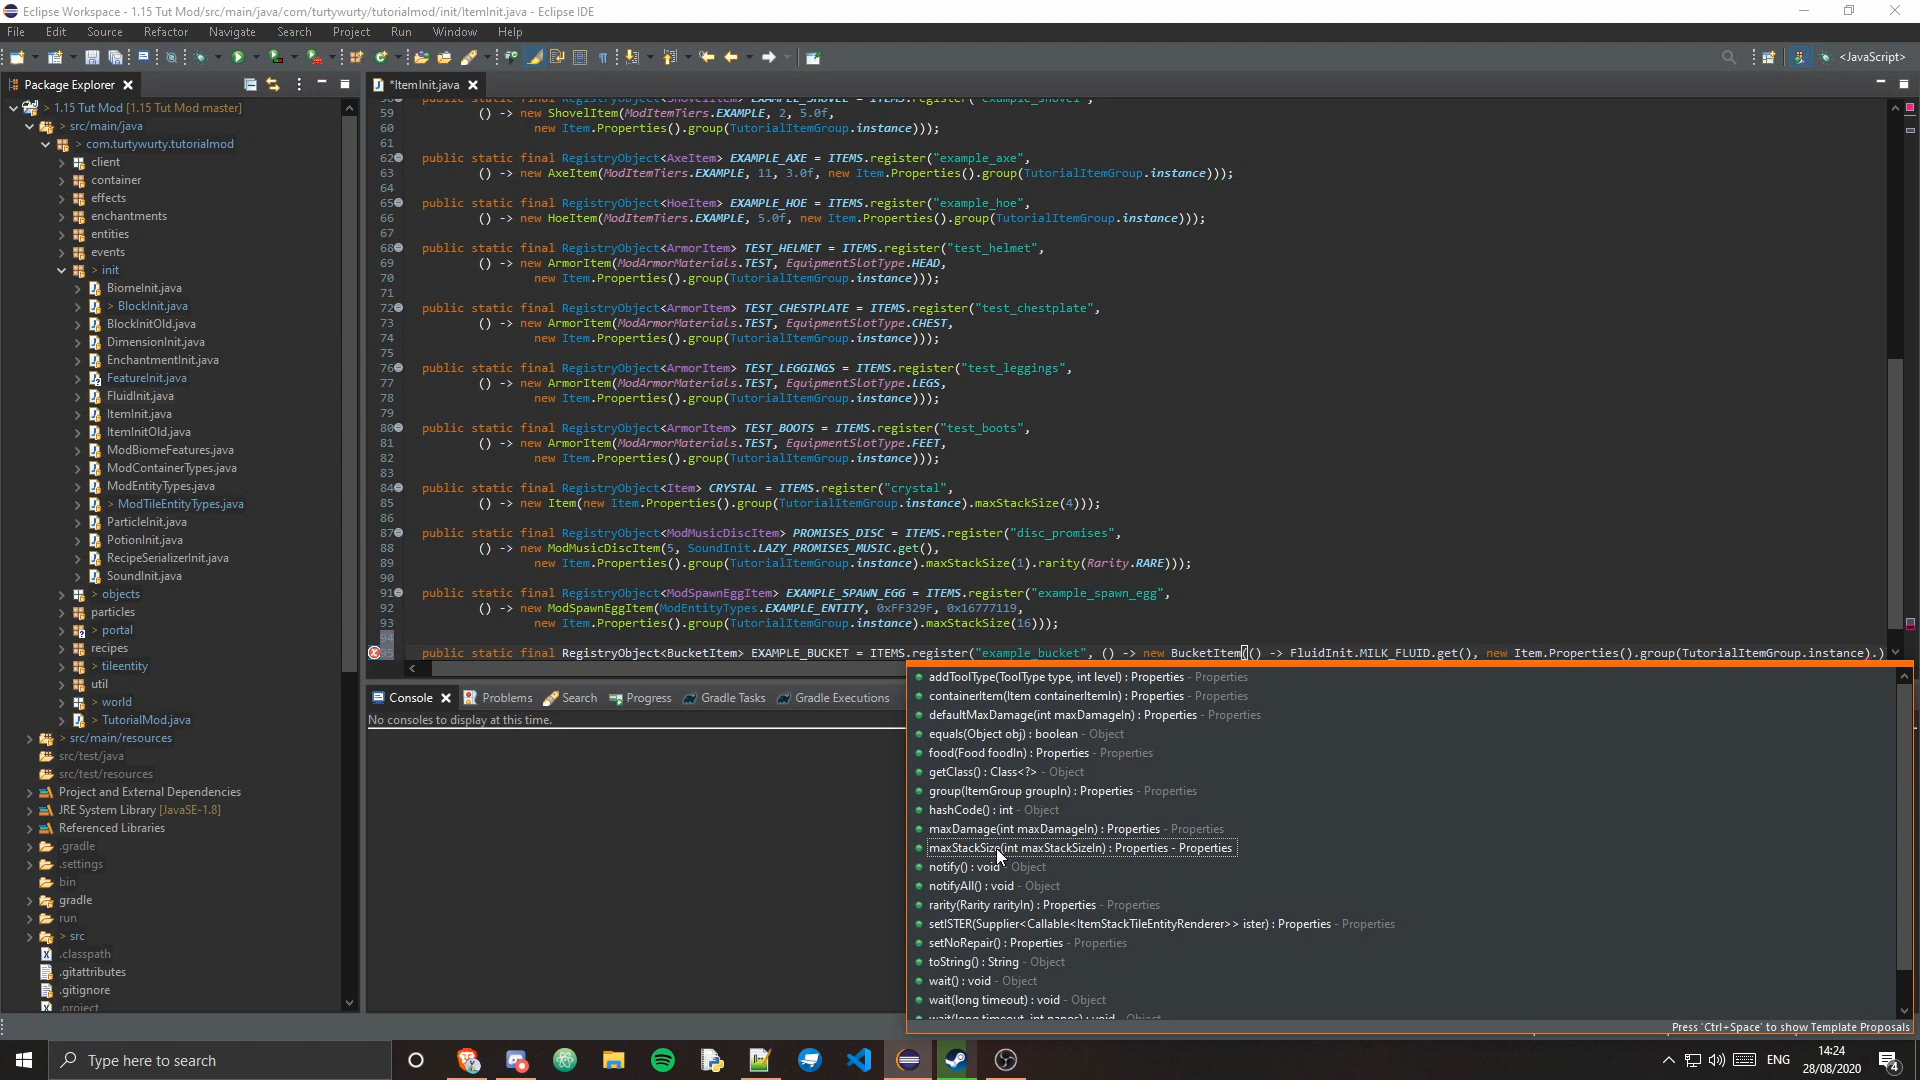 Eclipse Workspace - 1.15 Tut Mod/src/main/java/com/turtywurty/tutorialmod/init/ItemInit.java - Eclipse IDE
File Edit Source Refactor Navigate Search Project Run Window Help
<JavaScript>
Package Explorer
*ItemInit.java
> 1.15 Tut Mod [1.15 Tut Mod master]
> src/main/java
> com.turtywurty.tutorialmod
client
container
effects
enchantments
entities
events
> init
BiomeInit.java
> BlockInit.java
BlockInitOld.java
DimensionInit.java
EnchantmentInit.java
FeatureInit.java
FluidInit.java
ItemInit.java
ItemInitOld.java
ModBiomeFeatures.java
ModContainerTypes.java
ModEntityTypes.java
> ModTileEntityTypes.java
ParticleInit.java
PotionInit.java
RecipeSerializerInit.java
SoundInit.java
> objects
particles
> portal
recipes
> tileentity
util
> world
> TutorialMod.java
> src/main/resources
src/test/java
src/test/resources
Project and External Dependencies
JRE System Library [JavaSE-1.8]
Referenced Libraries
.gradle
.settings
bin
gradle
run
> src
.classpath
.gitattributes
.gitignore
.project
public static final RegistryObject<ShovelItem> EXAMPLE_SHOVEL = ITEMS.register("example_shovel",
59 () -> new ShovelItem(ModItemTiers.EXAMPLE, 2, 5.0f,
60 new Item.Properties().group(TutorialItemGroup.instance)));
61
62 public static final RegistryObject<AxeItem> EXAMPLE_AXE = ITEMS.register("example_axe",
63 () -> new AxeItem(ModItemTiers.EXAMPLE, 11, 3.0f, new Item.Properties().group(TutorialItemGroup.instance)));
64
65 public static final RegistryObject<HoeItem> EXAMPLE_HOE = ITEMS.register("example_hoe",
66 () -> new HoeItem(ModItemTiers.EXAMPLE, 5.0f, new Item.Properties().group(TutorialItemGroup.instance)));
67
68 public static final RegistryObject<ArmorItem> TEST_HELMET = ITEMS.register("test_helmet",
69 () -> new ArmorItem(ModArmorMaterials.TEST, EquipmentSlotType.HEAD,
70 new Item.Properties().group(TutorialItemGroup.instance)));
71
72 public static final RegistryObject<ArmorItem> TEST_CHESTPLATE = ITEMS.register("test_chestplate",
73 () -> new ArmorItem(ModArmorMaterials.TEST, EquipmentSlotType.CHEST,
74 new Item.Properties().group(TutorialItemGroup.instance)));
75
76 public static final RegistryObject<ArmorItem> TEST_LEGGINGS = ITEMS.register("test_leggings",
77 () -> new ArmorItem(ModArmorMaterials.TEST, EquipmentSlotType.LEGS,
78 new Item.Properties().group(TutorialItemGroup.instance)));
79
80 public static final RegistryObject<ArmorItem> TEST_BOOTS = ITEMS.register("test_boots",
81 () -> new ArmorItem(ModArmorMaterials.TEST, EquipmentSlotType.FEET,
82 new Item.Properties().group(TutorialItemGroup.instance)));
83
84 public static final RegistryObject<Item> CRYSTAL = ITEMS.register("crystal",
85 () -> new Item(new Item.Properties().group(TutorialItemGroup.instance).maxStackSize(4)));
86
87 public static final RegistryObject<ModMusicDiscItem> PROMISES_DISC = ITEMS.register("disc_promises",
88 () -> new ModMusicDiscItem(5, SoundInit.LAZY_PROMISES_MUSIC.get(),
89 new Item.Properties().group(TutorialItemGroup.instance).maxStackSize(1).rarity(Rarity.RARE)));
90
91 public static final RegistryObject<ModSpawnEggItem> EXAMPLE_SPAWN_EGG = ITEMS.register("example_spawn_egg",
92 () -> new ModSpawnEggItem(ModEntityTypes.EXAMPLE_ENTITY, 0xFF329F, 0x16777119,
93 new Item.Properties().group(TutorialItemGroup.instance).maxStackSize(16)));
94
95 public static final RegistryObject<BucketItem> EXAMPLE_BUCKET = ITEMS.register("example_bucket", () -> new BucketItem(() -> FluidInit.MILK_FLUID.get(), new Item.Properties().group(TutorialItemGroup.instance).)
Console Problems Search Progress Gradle Tasks Gradle Executions
No consoles to display at this time.
addToolType(ToolType type, int level) : Properties - Properties
containerItem(Item containerItemIn) : Properties - Properties
defaultMaxDamage(int maxDamageIn) : Properties - Properties
equals(Object obj) : boolean - Object
food(Food foodIn) : Properties - Properties
getClass() : Class<?> - Object
group(ItemGroup groupIn) : Properties - Properties
hashCode() : int - Object
maxDamage(int maxDamageIn) : Properties - Properties
maxStackSize(int maxStackSizeIn) : Properties - Properties
notify() : void - Object
notifyAll() : void - Object
rarity(Rarity rarityIn) : Properties - Properties
setISTER(Supplier<Callable<ItemStackTileEntityRenderer>> ister) : Properties - Properties
setNoRepair() : Properties - Properties
toString() : String - Object
wait() : void - Object
wait(long timeout) : void - Object
wait(long timeout, int nanos) : void - Object
Press 'Ctrl+Space' to show Template Proposals
Type here to search
ENG
14:24
28/08/2020
4